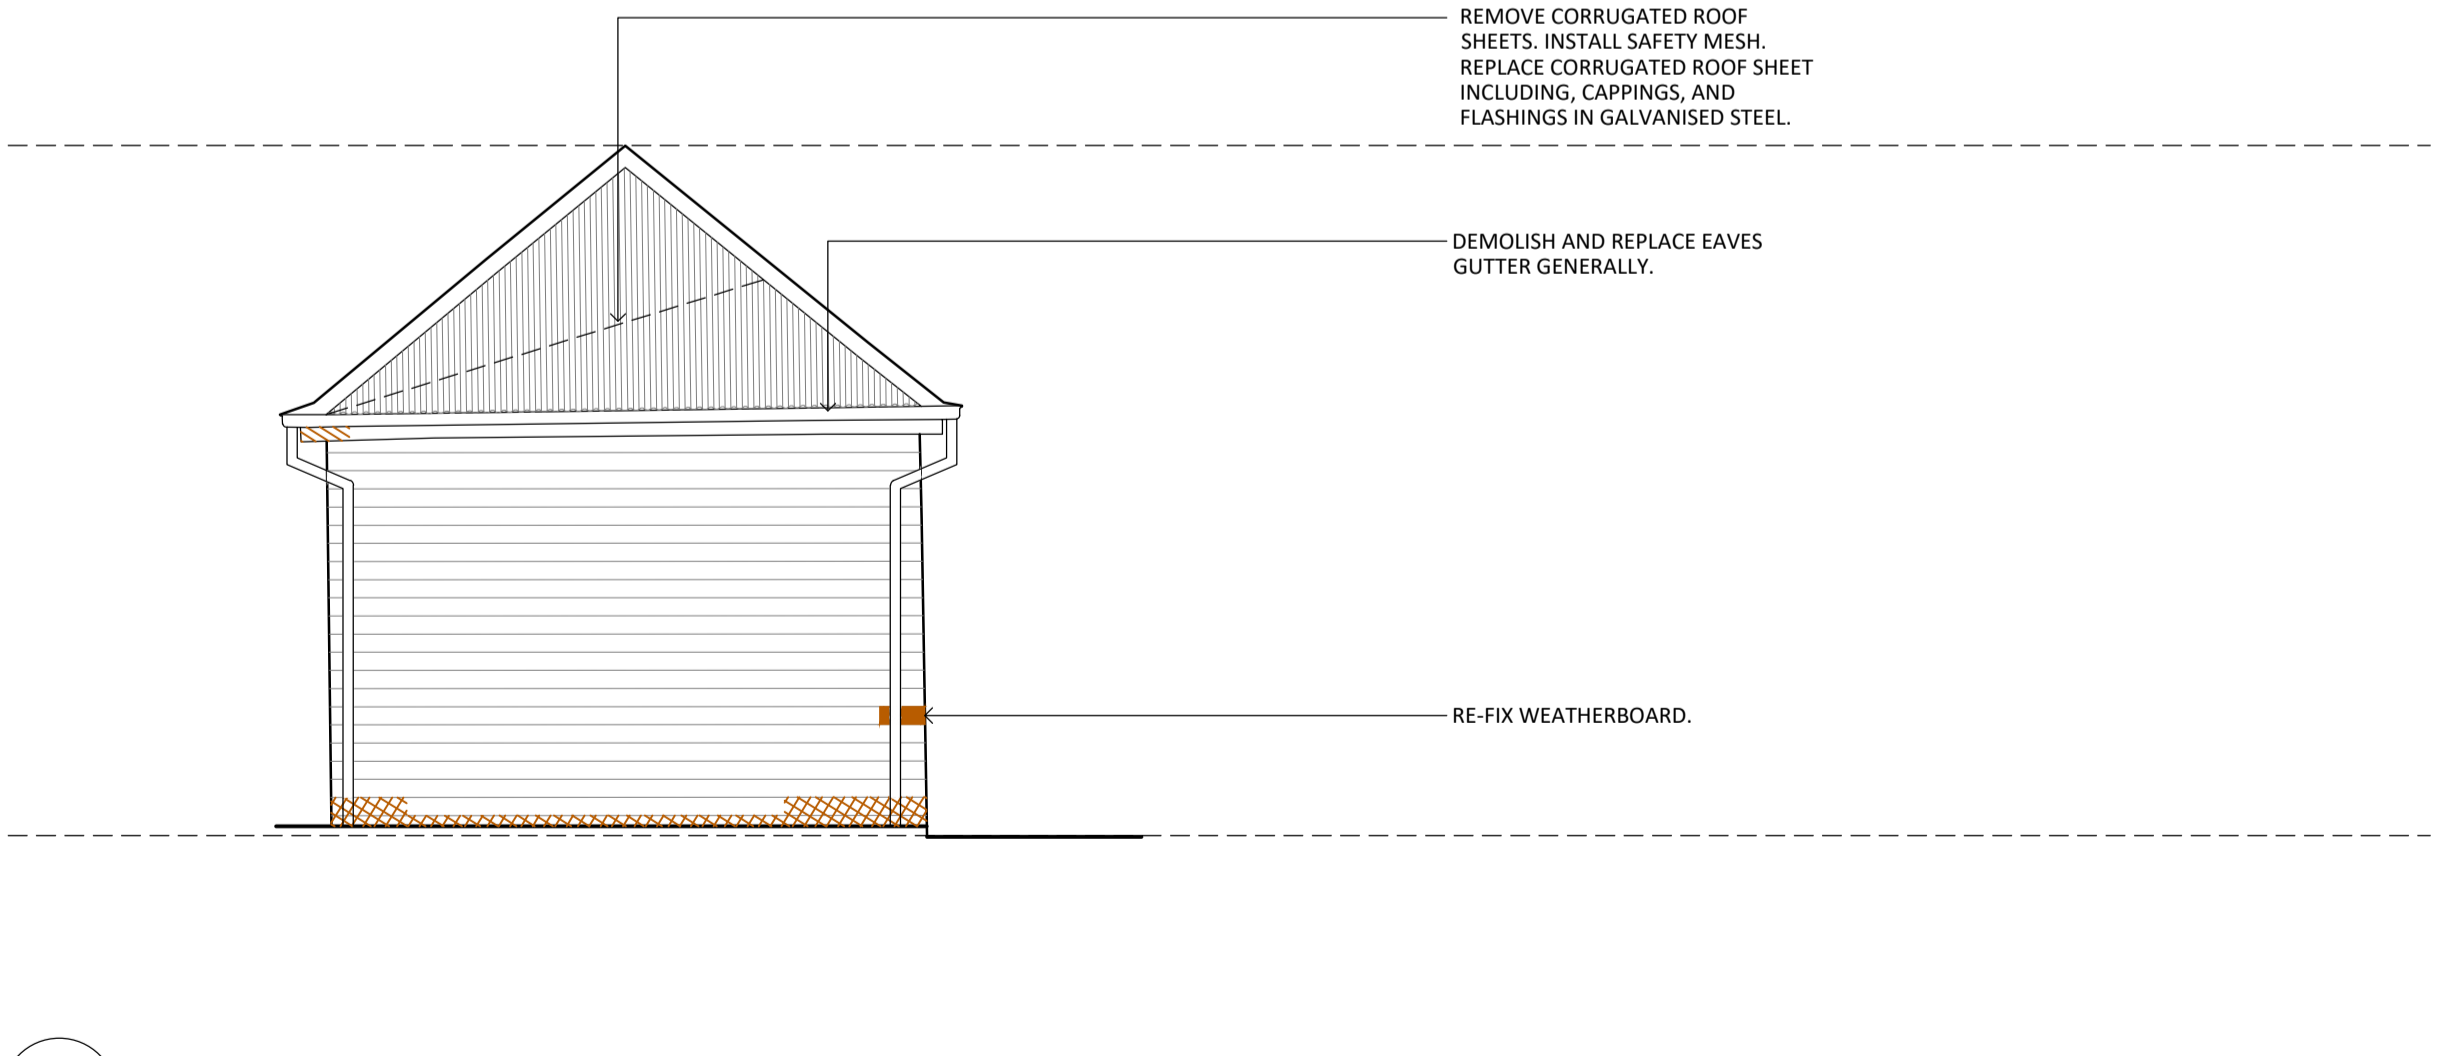 REMOVE CORRUGATED ROOF
SHEETS. INSTALL SAFETY MESH.
REPLACE CORRUGATED ROOF SHEET
INCLUDING, CAPPINGS, AND
FLASHINGS IN GALVANISED STEEL.
DEMOLISH AND REPLACE EAVES
GUTTER GENERALLY.
RE-FIX WEATHERBOARD.